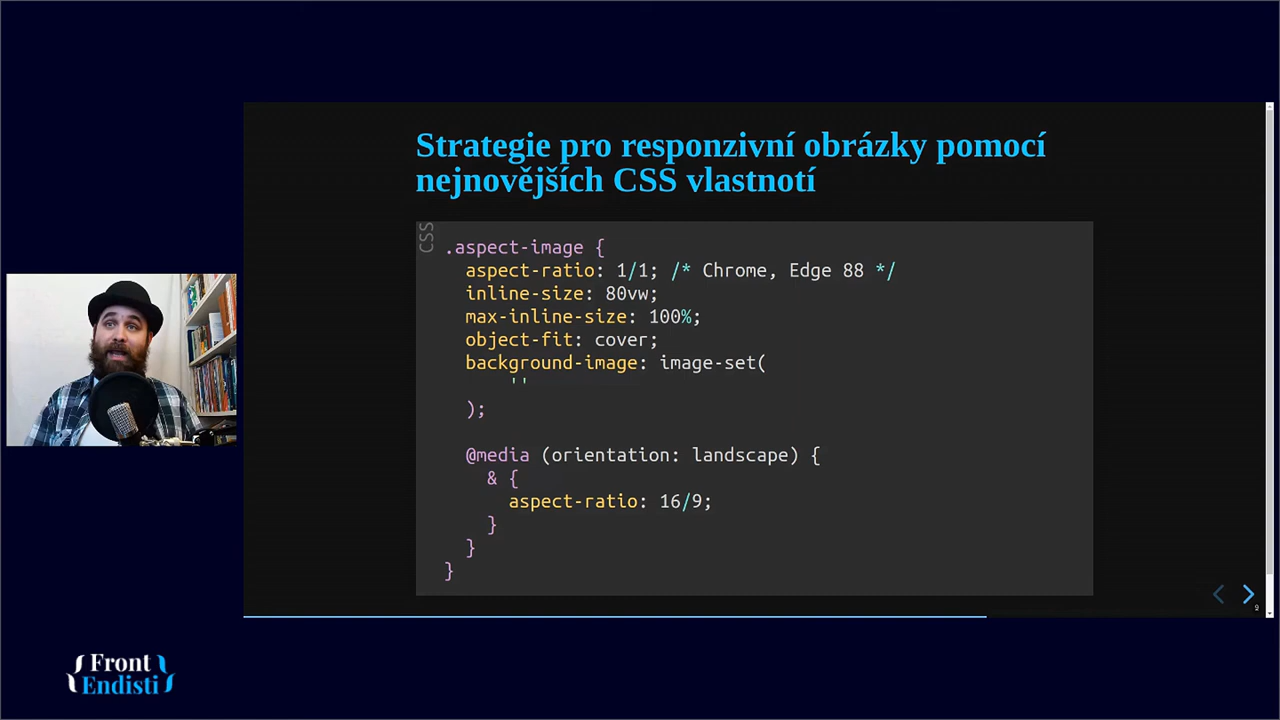 Strategie pro responzivní obrázky pomocí
nejnovějších CSS vlastnotí
CSS
.aspect-image {
aspect-ratio: 1/1; /* Chrome, Edge 88 */
inline-size: 80vw;
max-inline-size: 100%;
object-fit: cover;
background-image: image-set(
''
);
@media (orientation: landscape) {
& {
aspect-ratio: 16/9;
}
}
}
9
{Front
Endisti}